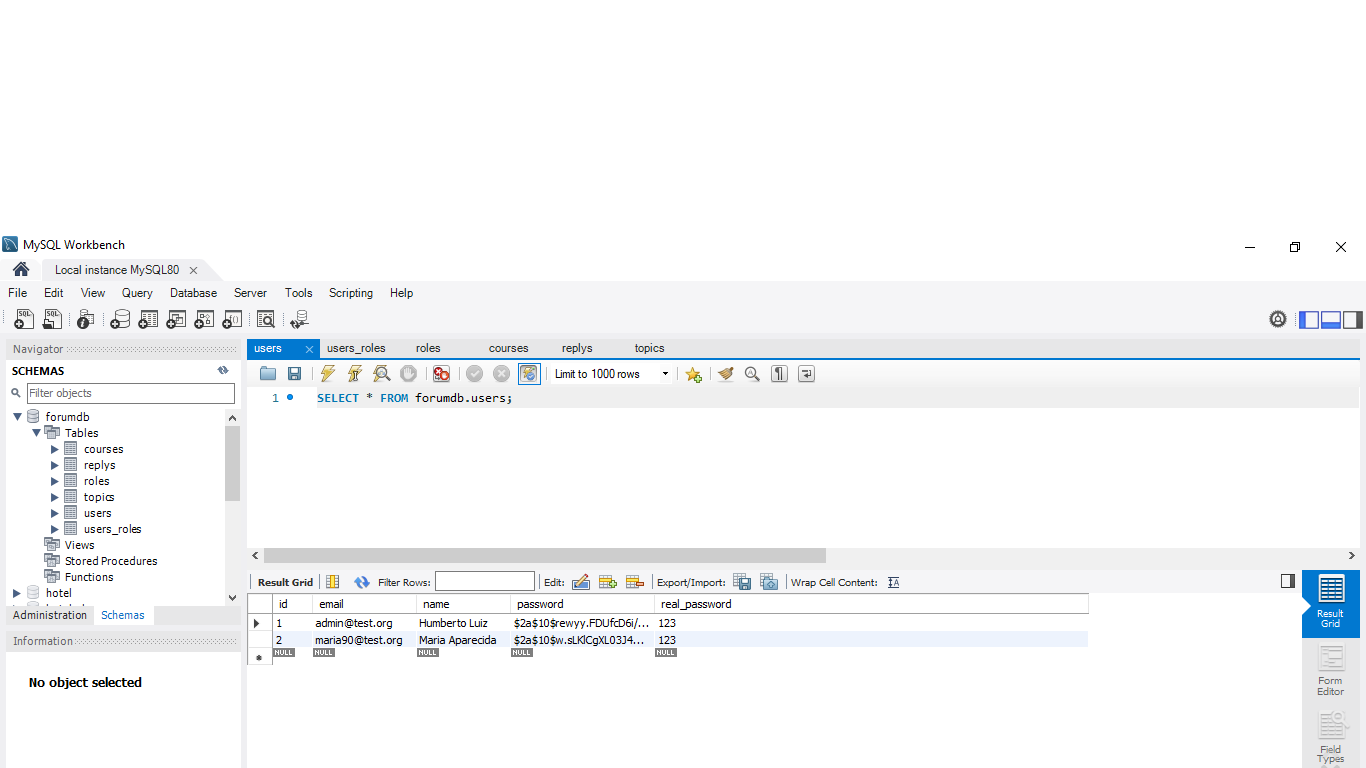 MySQL Workbench
Local instance MySQL80
File Edit View Query Database Server Tools Scripting Help
Navigator
SCHEMAS
Filter objects
forumdb
Tables
courses
replys
roles
topics
users
users_roles
Views
Stored Procedures
Functions
hotel
Administration Schemas
Information
No object selected
users users_roles roles courses replys topics
Limit to 1000 rows
1 SELECT * FROM forumdb.users;
Result Grid Filter Rows: Edit: Export/Import: Wrap Cell Content:
id email name password real_password
1 admin@test.org Humberto Luiz $2a$10$rewyy.FDUfcD6i/... 123
2 maria90@test.org Maria Aparecida $2a$10$w.sLKlCgXL03J4... 123
NULL NULL NULL NULL NULL
Result
Grid
Form
Editor
Field
Types